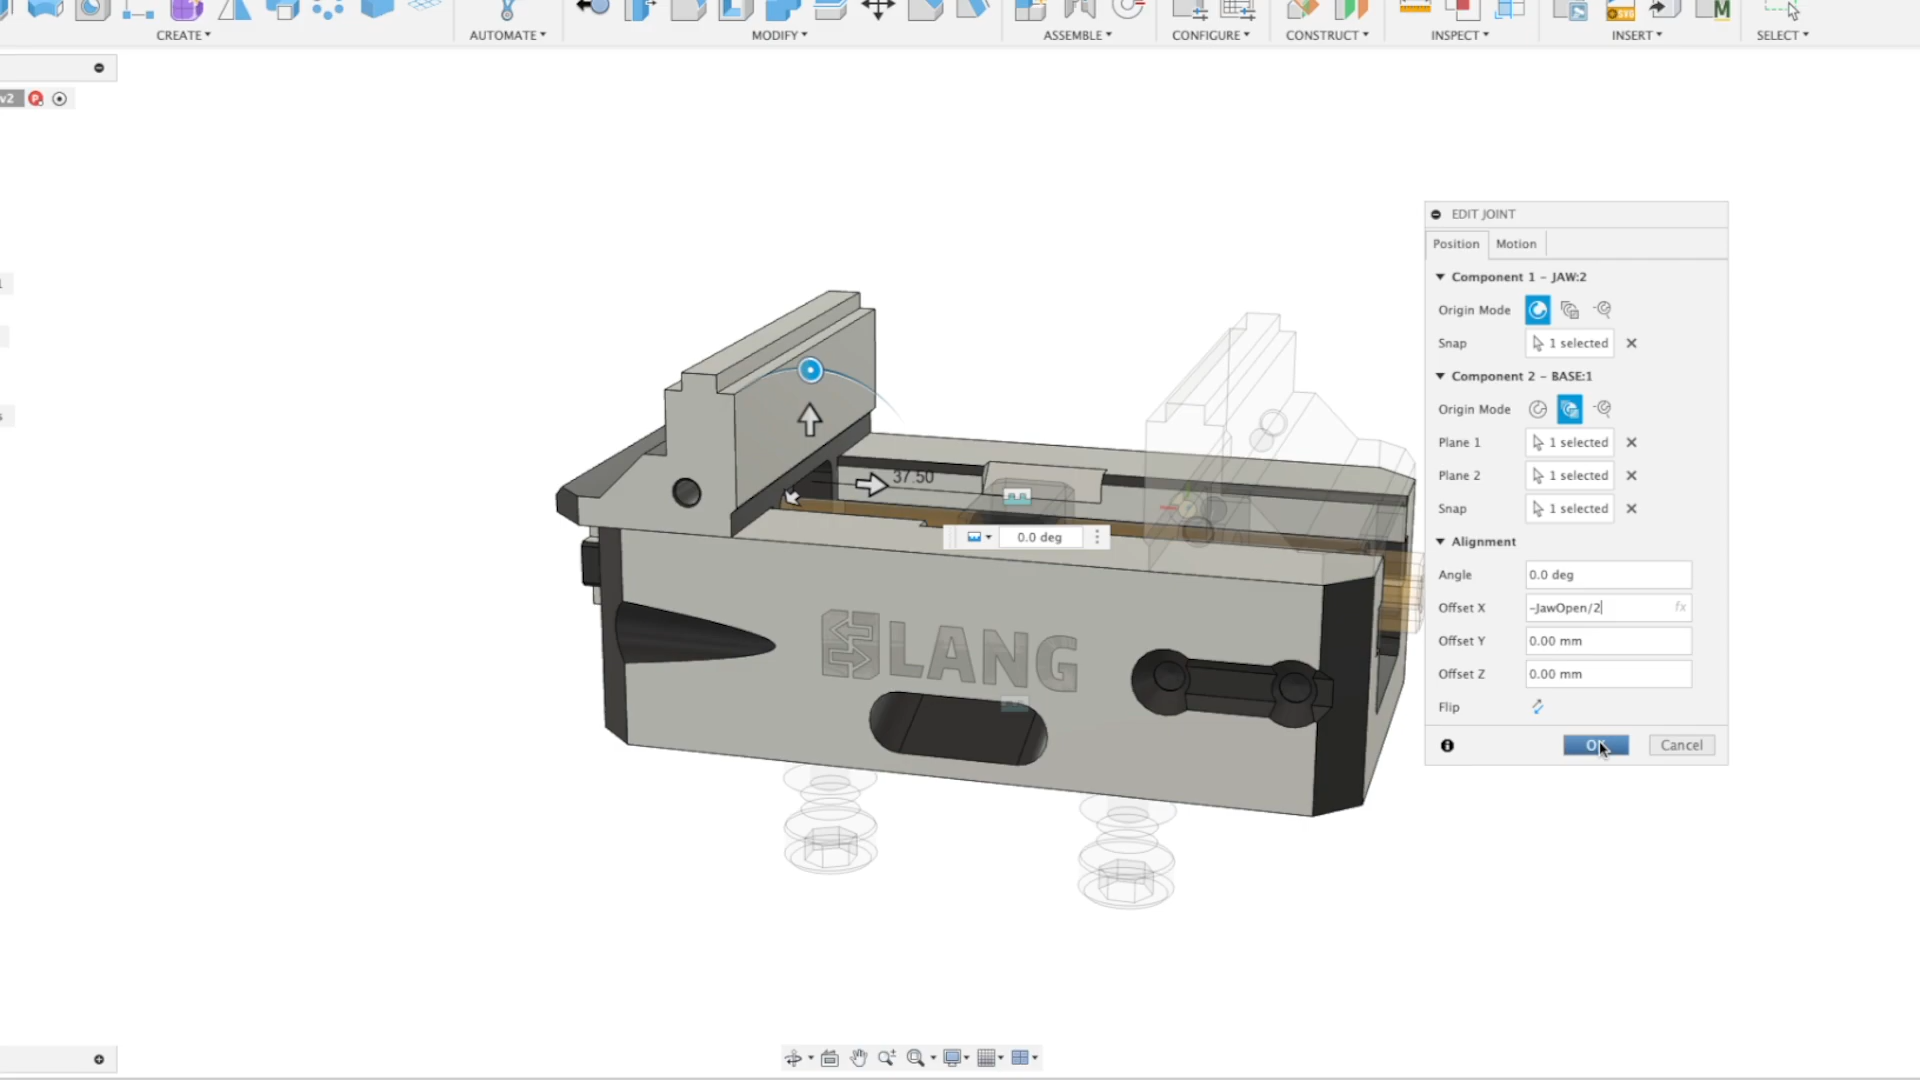 CREATE
AUTOMATE
MODIFY
ASSEMBLE
CONFIGURE
CONSTRUCT
INSPECT
INSERT
SELECT
v2
EDIT JOINT
Position Motion
Component 1 - JAW:2
Origin Mode
Snap 1 selected
Component 2 - BASE:1
Origin Mode
Plane 1 1 selected
Plane 2 1 selected
Snap 1 selected
Alignment
Angle 0.0 deg
Offset X -JawOpen/2 fx
Offset Y 0.00 mm
Offset Z 0.00 mm
Flip
OK Cancel
37.50
0.0 deg
LANG